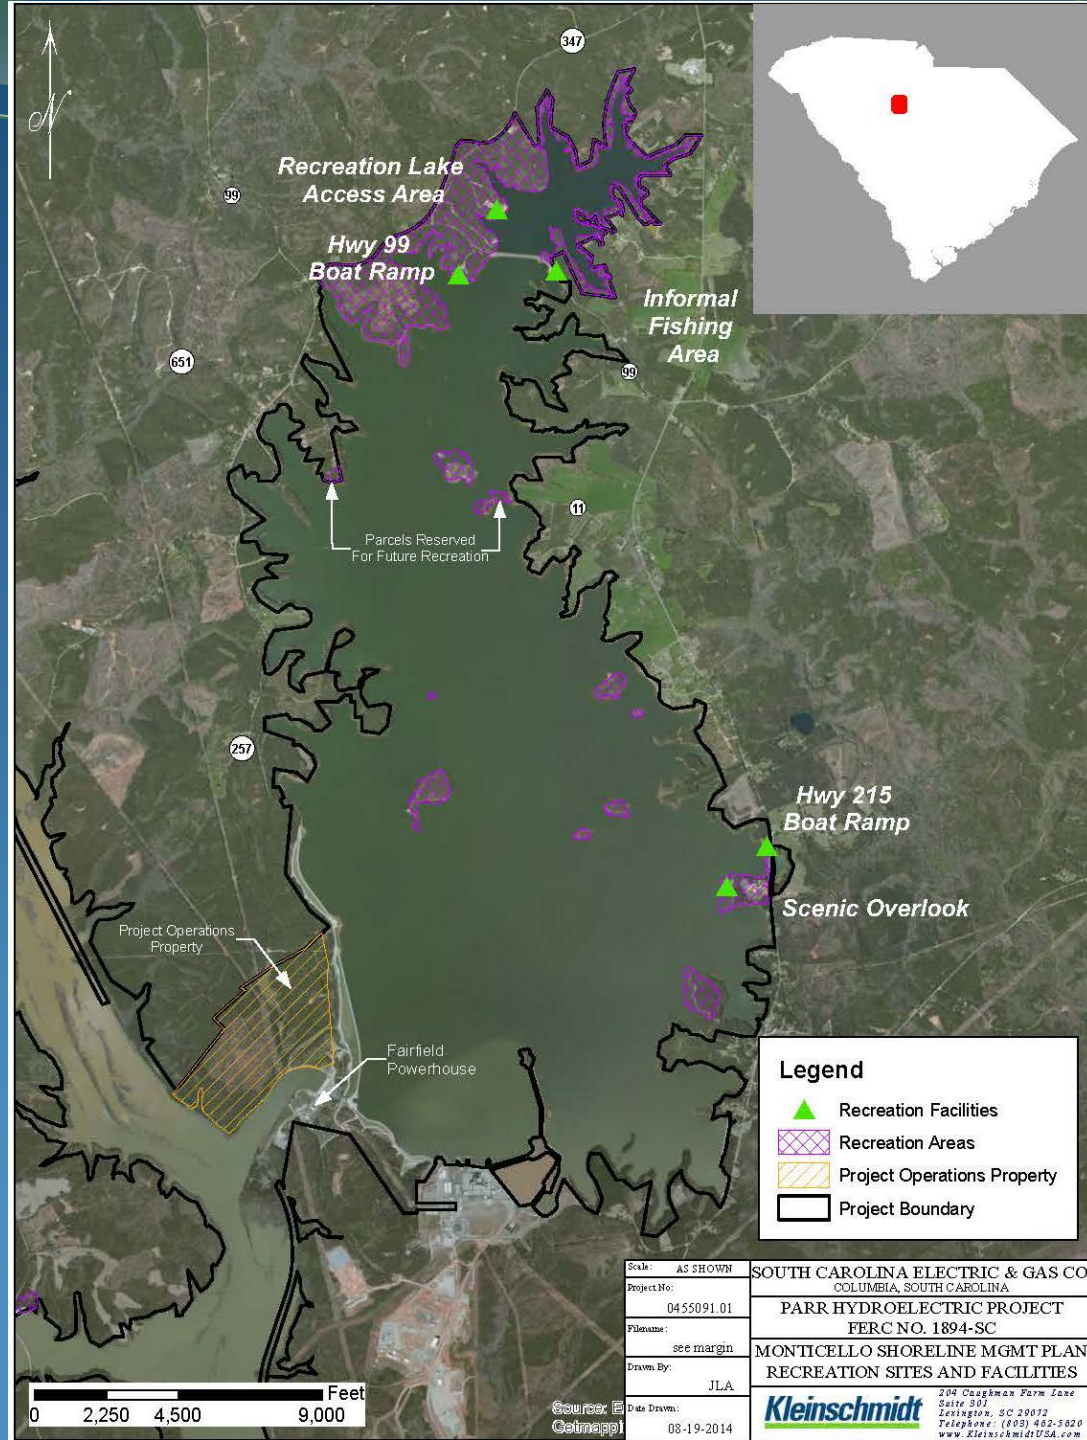 N
347
99
Recreation Lake
Access Area
Hwy 99
Boat Ramp
Informal
Fishing
Area
651
99
11
Parcels Reserved
For Future Recreation
257
Hwy 215
Boat Ramp
Scenic Overlook
Project Operations
Property
Fairfield
Powerhouse
Legend
Recreation Facilities
Recreation Areas
Project Operations Property
Project Boundary
Feet
0 2,250 4,500 9,000
Source: E
Getmappi
Scale: AS SHOWN
Project No:
0455091.01
Filename:
see margin
Drawn By:
JLA
Date Drawn:
08-19-2014
SOUTH CAROLINA ELECTRIC & GAS CO
COLUMBIA, SOUTH CAROLINA
PARR HYDROELECTRIC PROJECT
FERC NO. 1894-SC
MONTICELLO SHORELINE MGMT PLAN
RECREATION SITES AND FACILITIES
Kleinschmidt
204 Caughman Farm Lane
Suite 301
Lexington, SC 29072
Telephone: (803) 462-5620
www.KleinschmidtUSA.com